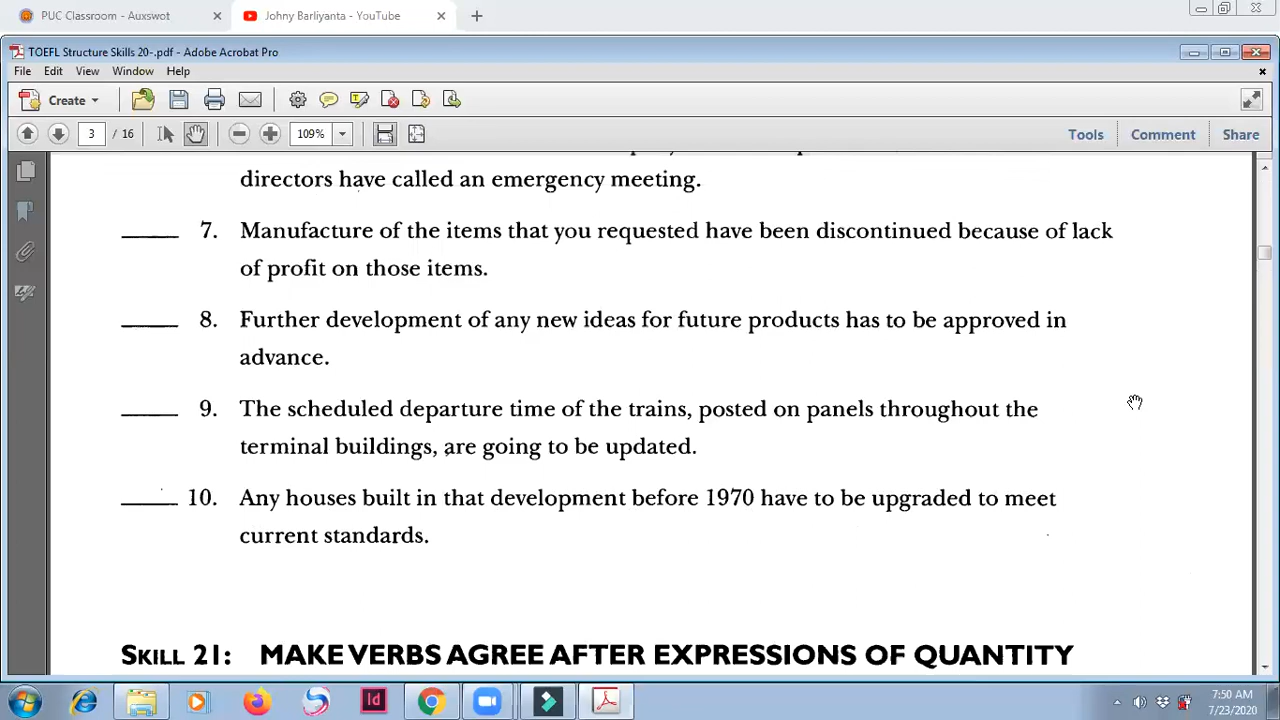 PUC Classroom - Auxswot
Johny Barliyanta - YouTube
TOEFL Structure Skills 20-.pdf - Adobe Acrobat Pro
File Edit View Window Help
Create
3 / 16 109% Tools Comment Share
directors have called an emergency meeting.
7. Manufacture of the items that you requested have been discontinued because of lack
of profit on those items.
8. Further development of any new ideas for future products has to be approved in
advance.
9. The scheduled departure time of the trains, posted on panels throughout the
terminal buildings, are going to be updated.
10. Any houses built in that development before 1970 have to be upgraded to meet
current standards.
SKILL 21: MAKE VERBS AGREE AFTER EXPRESSIONS OF QUANTITY
Id
7:50 AM
7/23/2020